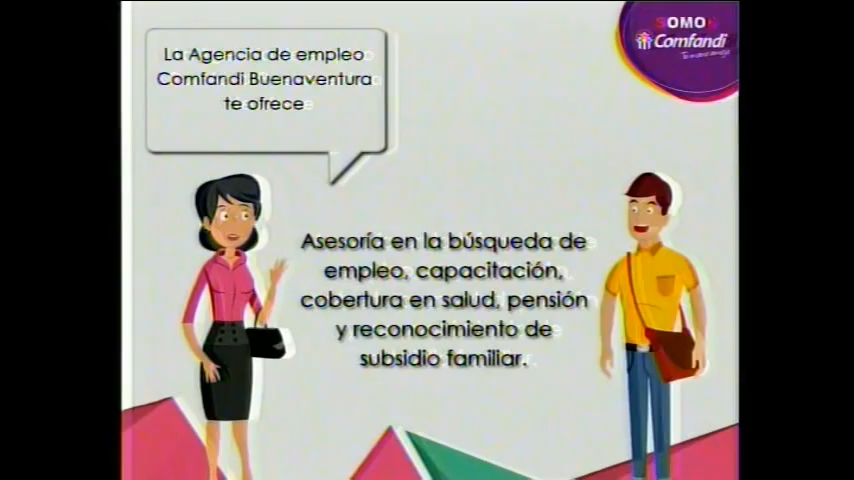 SOMOS
Comfandi
La Agencia de empleo
Comfandi Buenaventura
te ofrece
Asesoría en la búsqueda de
empleo, capacitación,
cobertura en salud, pensión
y reconocimiento de
subsidio familiar.